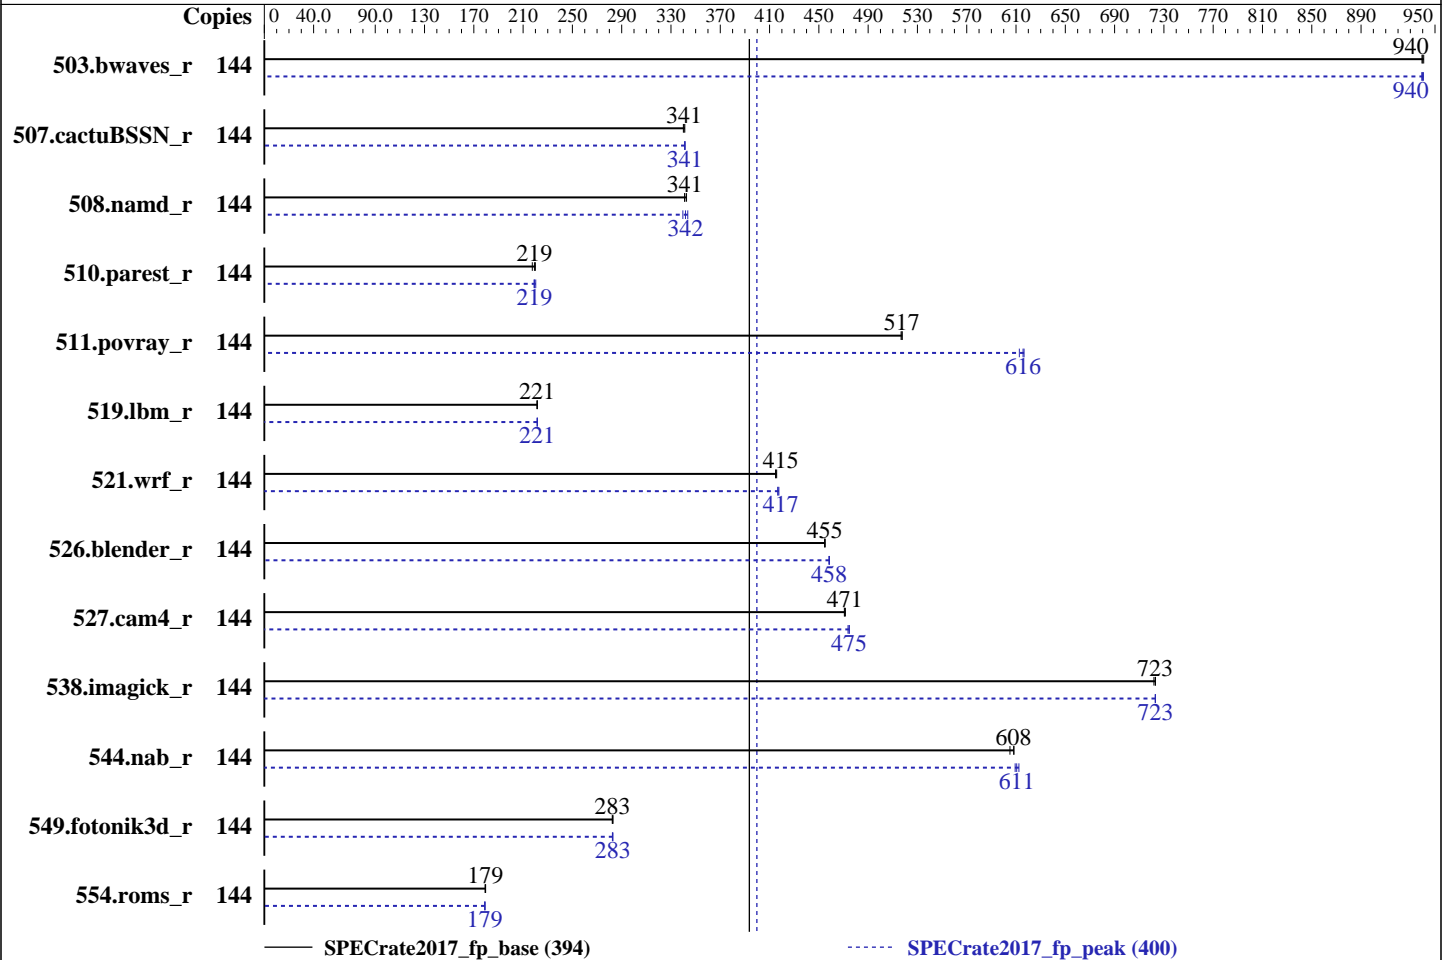 Copies 0 40.0 90.0 130 170 210 250 290 330 370 410 450 490 530 570 610 650 690 730 770 810 850 890 950
940
503.bwaves_r 144
940
341
507.cactuBSSN_r 144
341
341
508.namd_r 144
342
219
510.parest_r 144
219
517
511.povray_r 144
616
221
519.lbm_r 144
221
415
521.wrf_r 144
417
455
526.blender_r 144
458
471
527.cam4_r 144
475
723
538.imagick_r 144
723
608
544.nab_r 144
611
283
549.fotonik3d_r 144
283
179
554.roms_r 144
179
SPECrate2017_fp_base (394) SPECrate2017_fp_peak (400)